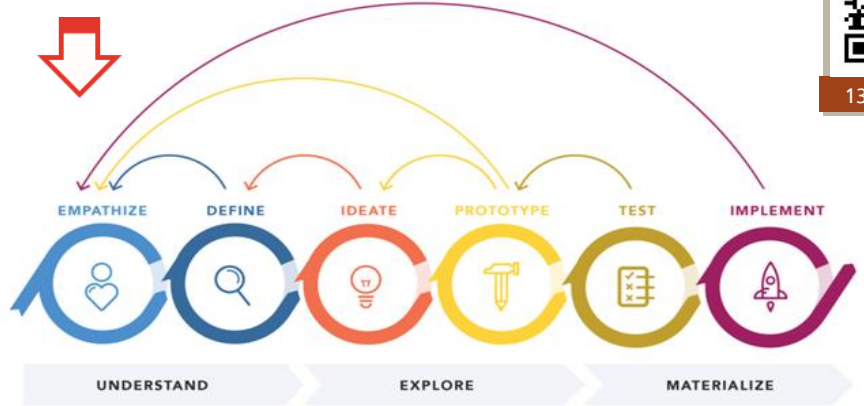 13
EMPATHIZE DEFINE IDEATE PROTOTYPE TEST IMPLEMENT
UNDERSTAND EXPLORE MATERIALIZE